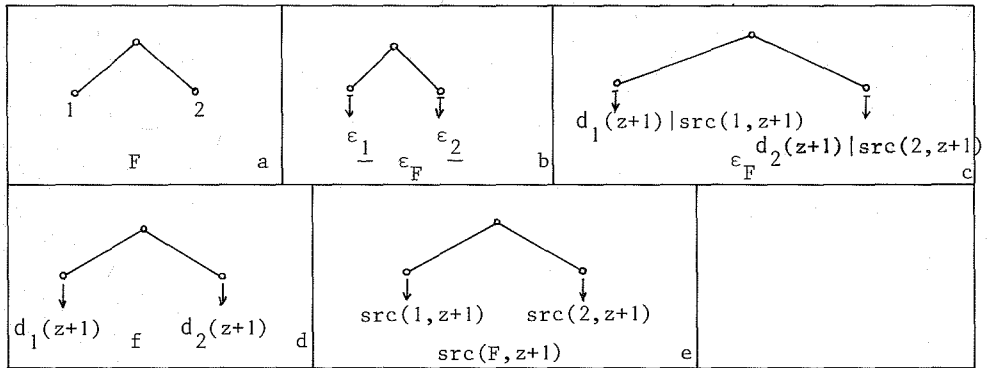 1 2
F a
ε1 ε2
εF b
d1(z+1)|src(1,z+1)
d2(z+1)|src(2,z+1)
εF c
d1(z+1) f d2(z+1) d
src(1,z+1) src(2,z+1)
src(F,z+1) e